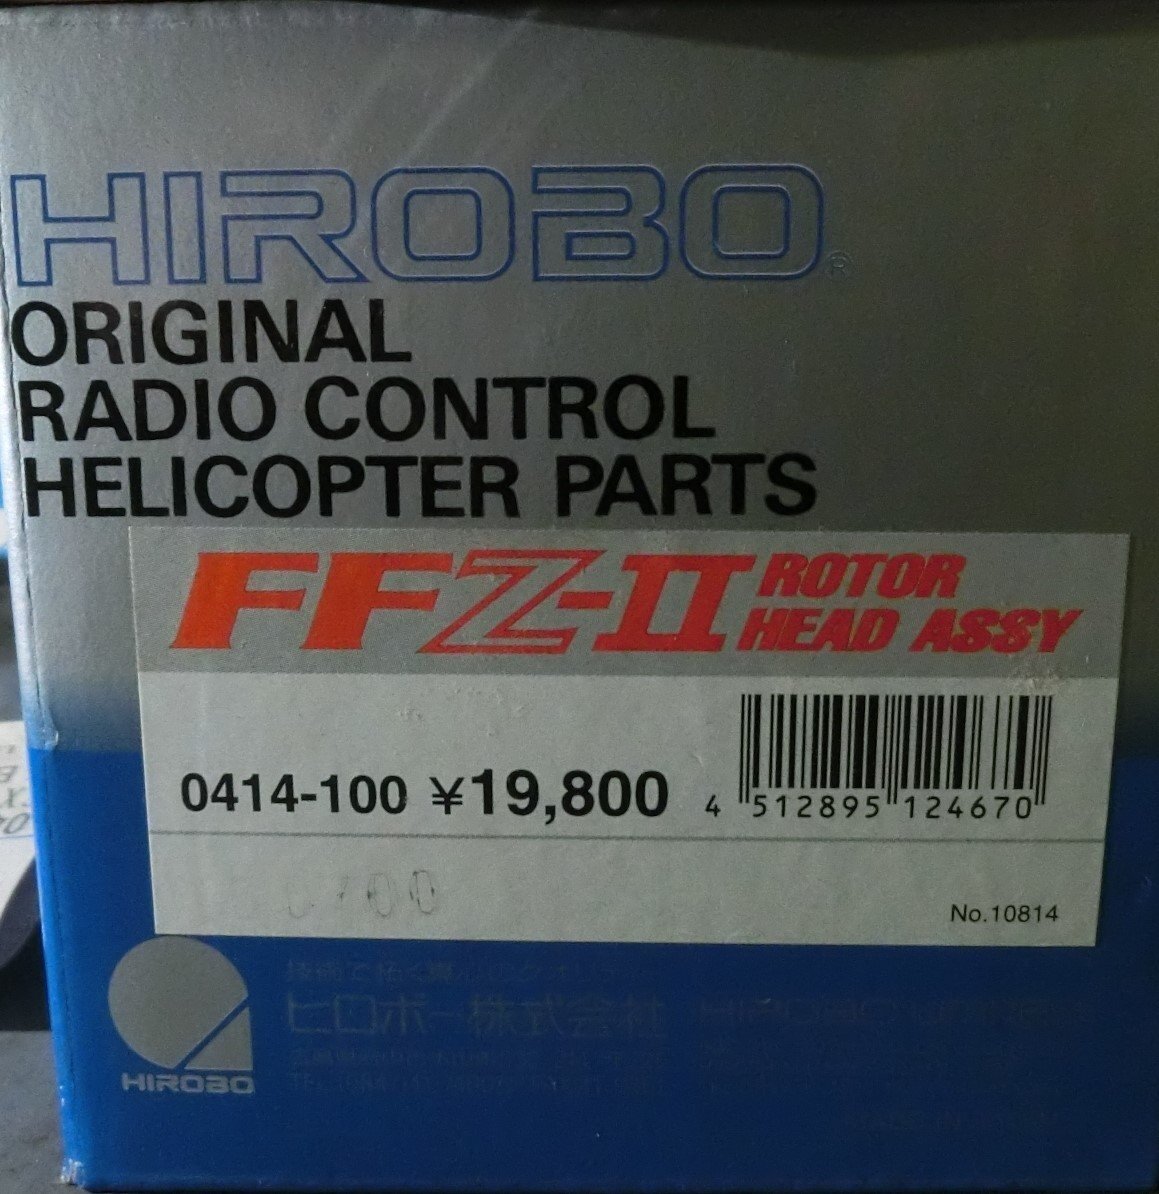 HIROBO®
ORIGINAL
RADIO CONTROL
HELICOPTER PARTS
FFZ-II ROTOR
HEAD ASSY
0414-100 ¥19,800
4 512895 124670
No.10814
ヒロボー株式会社
HIROBO